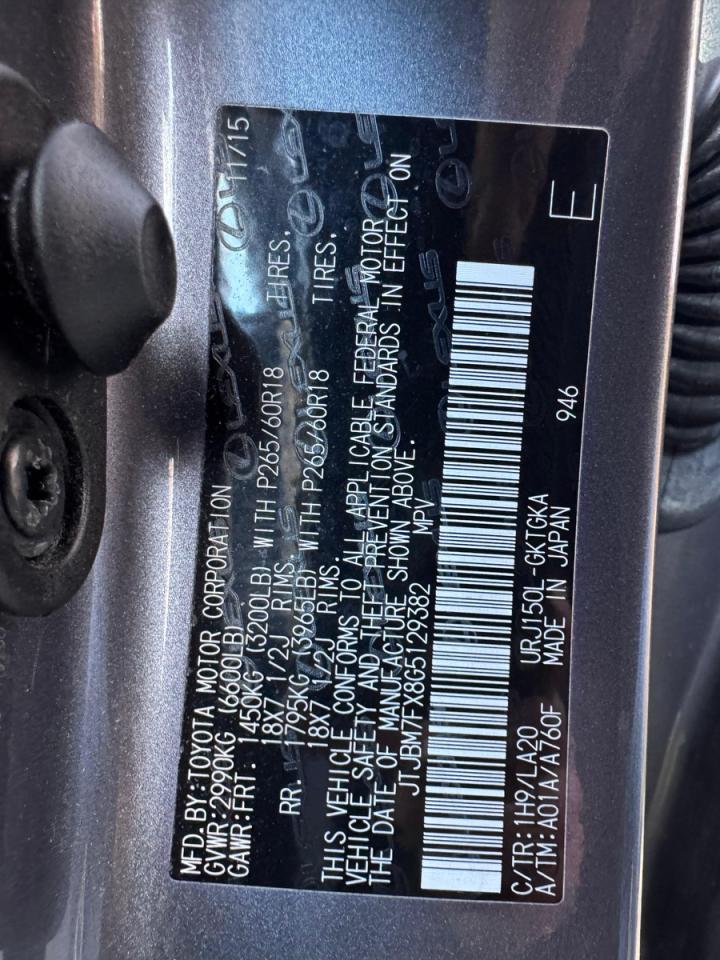 MFD.BY:TOYOTA MOTOR CORPORATION 11/15
GVWR:2990KG (6600LB)
GAWR:FRT. 1450KG (3200LB) WITH P265/60R18 TIRES.
18X7 1/2J RIMS.
RR. 1795KG (3965LB) WITH P265/60R18 TIRES.
18X7 1/2J RIMS.
THIS VEHICLE CONFORMS TO ALL APPLICABLE FEDERAL MOTOR
VEHICLE SAFETY AND THEFT PREVENTION STANDARDS IN EFFECT ON
THE DATE OF MANUFACTURE SHOWN ABOVE.
JTJBM7FX8G5129382 MPV
C/TR:1H9/LA20 URJ150L-GKTGKA 946 E
A/TM:A01A/A760F MADE IN JAPAN
LEXUS